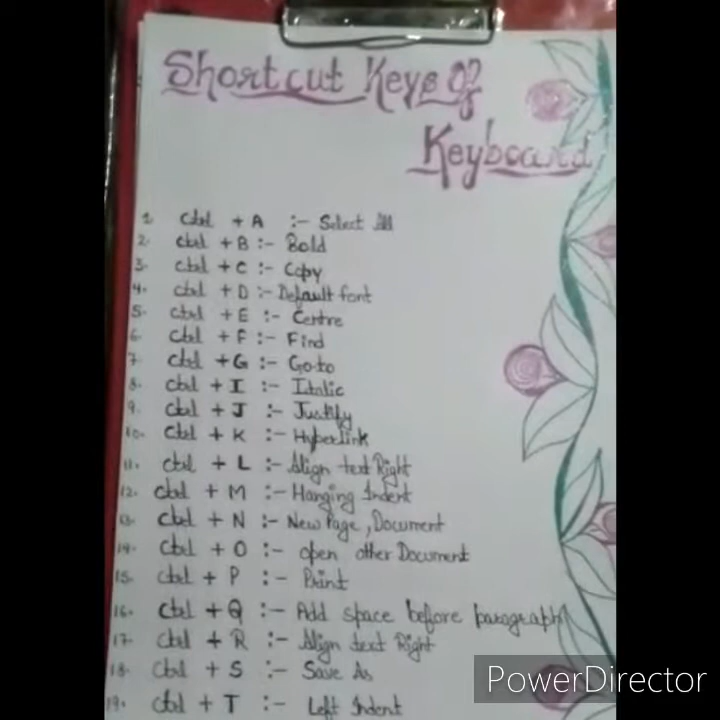 Shortcut Keys Of
Keyboard
1. ctrl + A :- Select All
2. ctrl + B :- Bold
3. ctrl + C :- Copy
4. ctrl + D :- Default font
5. ctrl + E :- Centre
6. ctrl + F :- Find
7. ctrl + G :- Go to
8. ctrl + I :- Italic
9. ctrl + J :- Justify
10. ctrl + K :- Hyperlink
11. ctrl + L :- Align text Right
12. ctrl + M :- Hanging Indent
13. ctrl + N :- New Page, Document
14. ctrl + O :- open other Document
15. ctrl + P :- Print
16. ctrl + Q :- Add space before paragraph
17. ctrl + R :- Align text Right
18. ctrl + S :- Save As
19. ctrl + T :- Left Indent
PowerDirector